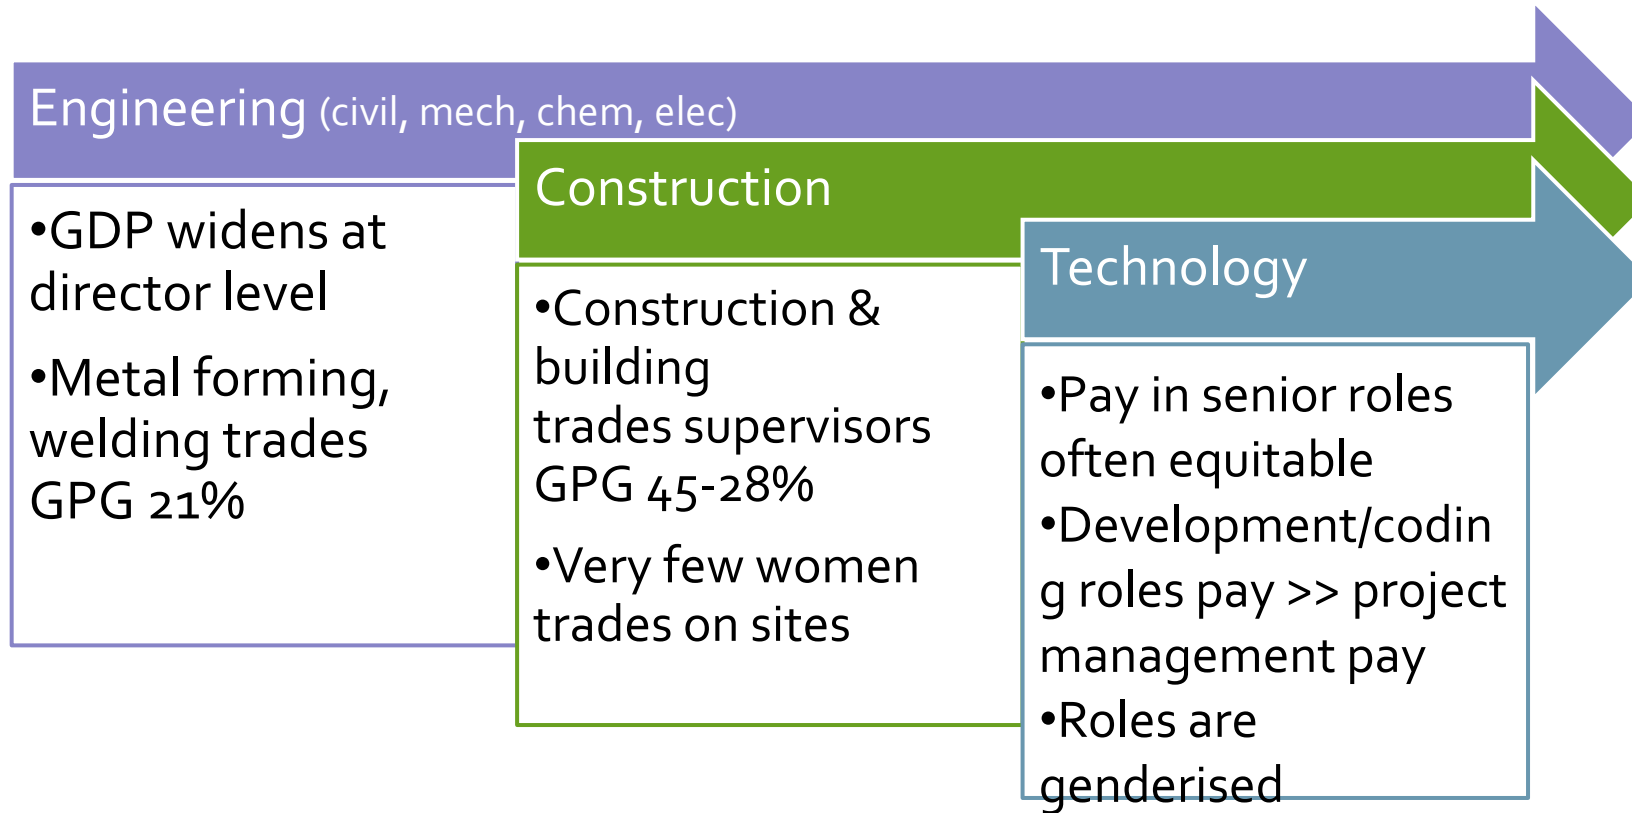 Engineering (civil, mech, chem, elec)
•GDP widens at
director level
•Metal forming,
welding trades
GPG 21%
Construction
•Construction &
building
trades supervisors
GPG 45-28%
•Very few women
trades on sites
Technology
•Pay in senior roles
often equitable
•Development/codin
g roles pay >> project
management pay
•Roles are
genderised